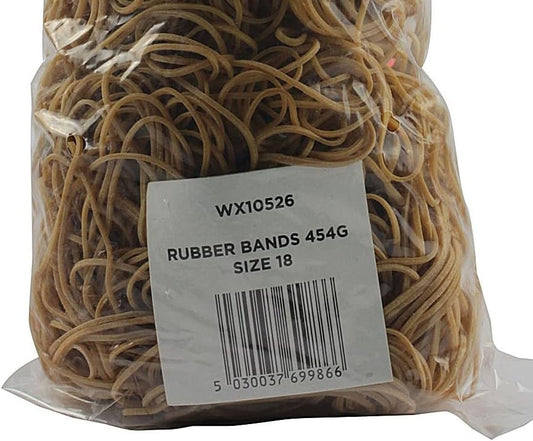 WX10526
RUBBER BANDS 454G
SIZE 18
5 030037 699866